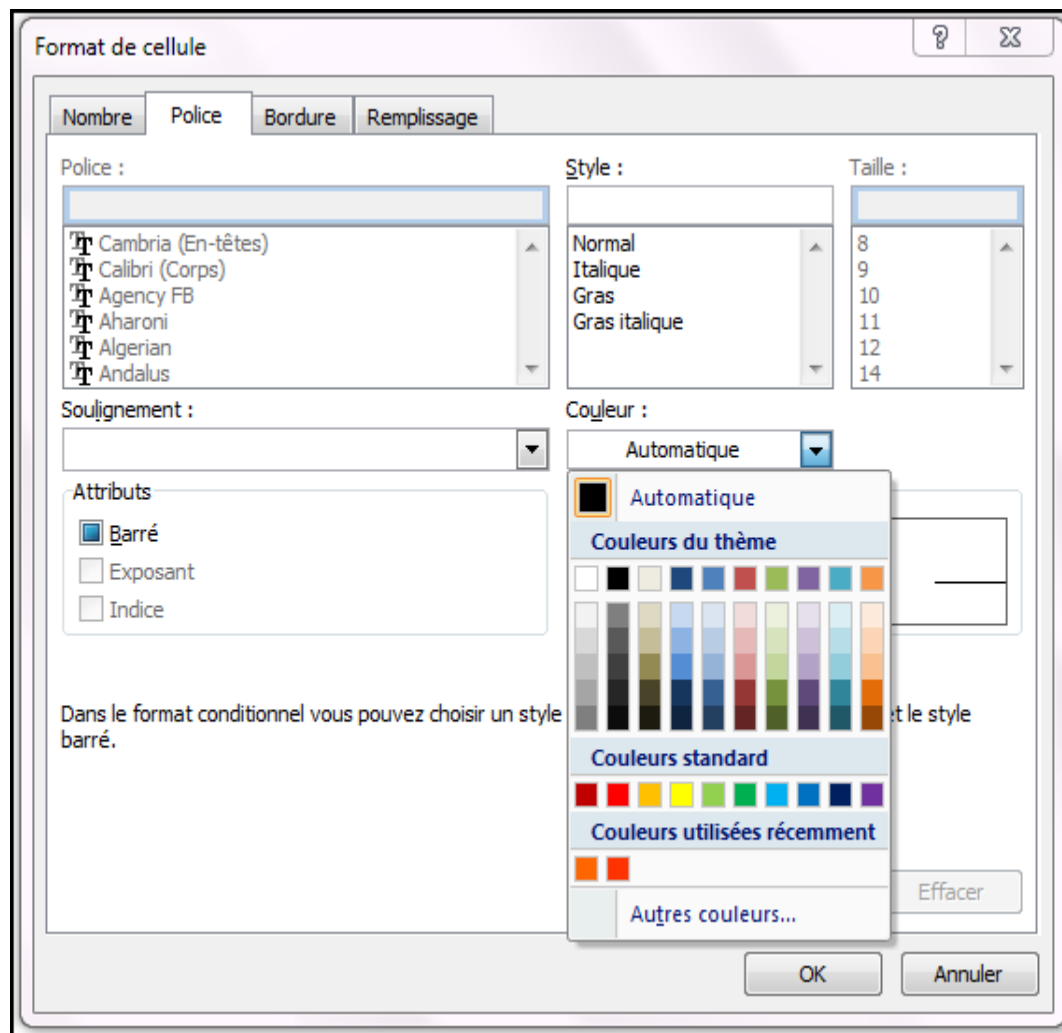 Format de cellule
Nombre Police Bordure Remplissage
Police : Style : Taille :
Cambria (En-têtes) Normal 8
Calibri (Corps) Italique 9
Agency FB Gras 10
Aharoni Gras italique 11
Algerian 12
Andalus 14
Soulignement : Couleur :
Automatique
Attributs
Automatique
Barré
Couleurs du thème
Exposant
Indice
Dans le format conditionnel vous pouvez choisir un style et le style
barré.
Couleurs standard
Couleurs utilisées récemment
Effacer
Autres couleurs...
OK Annuler